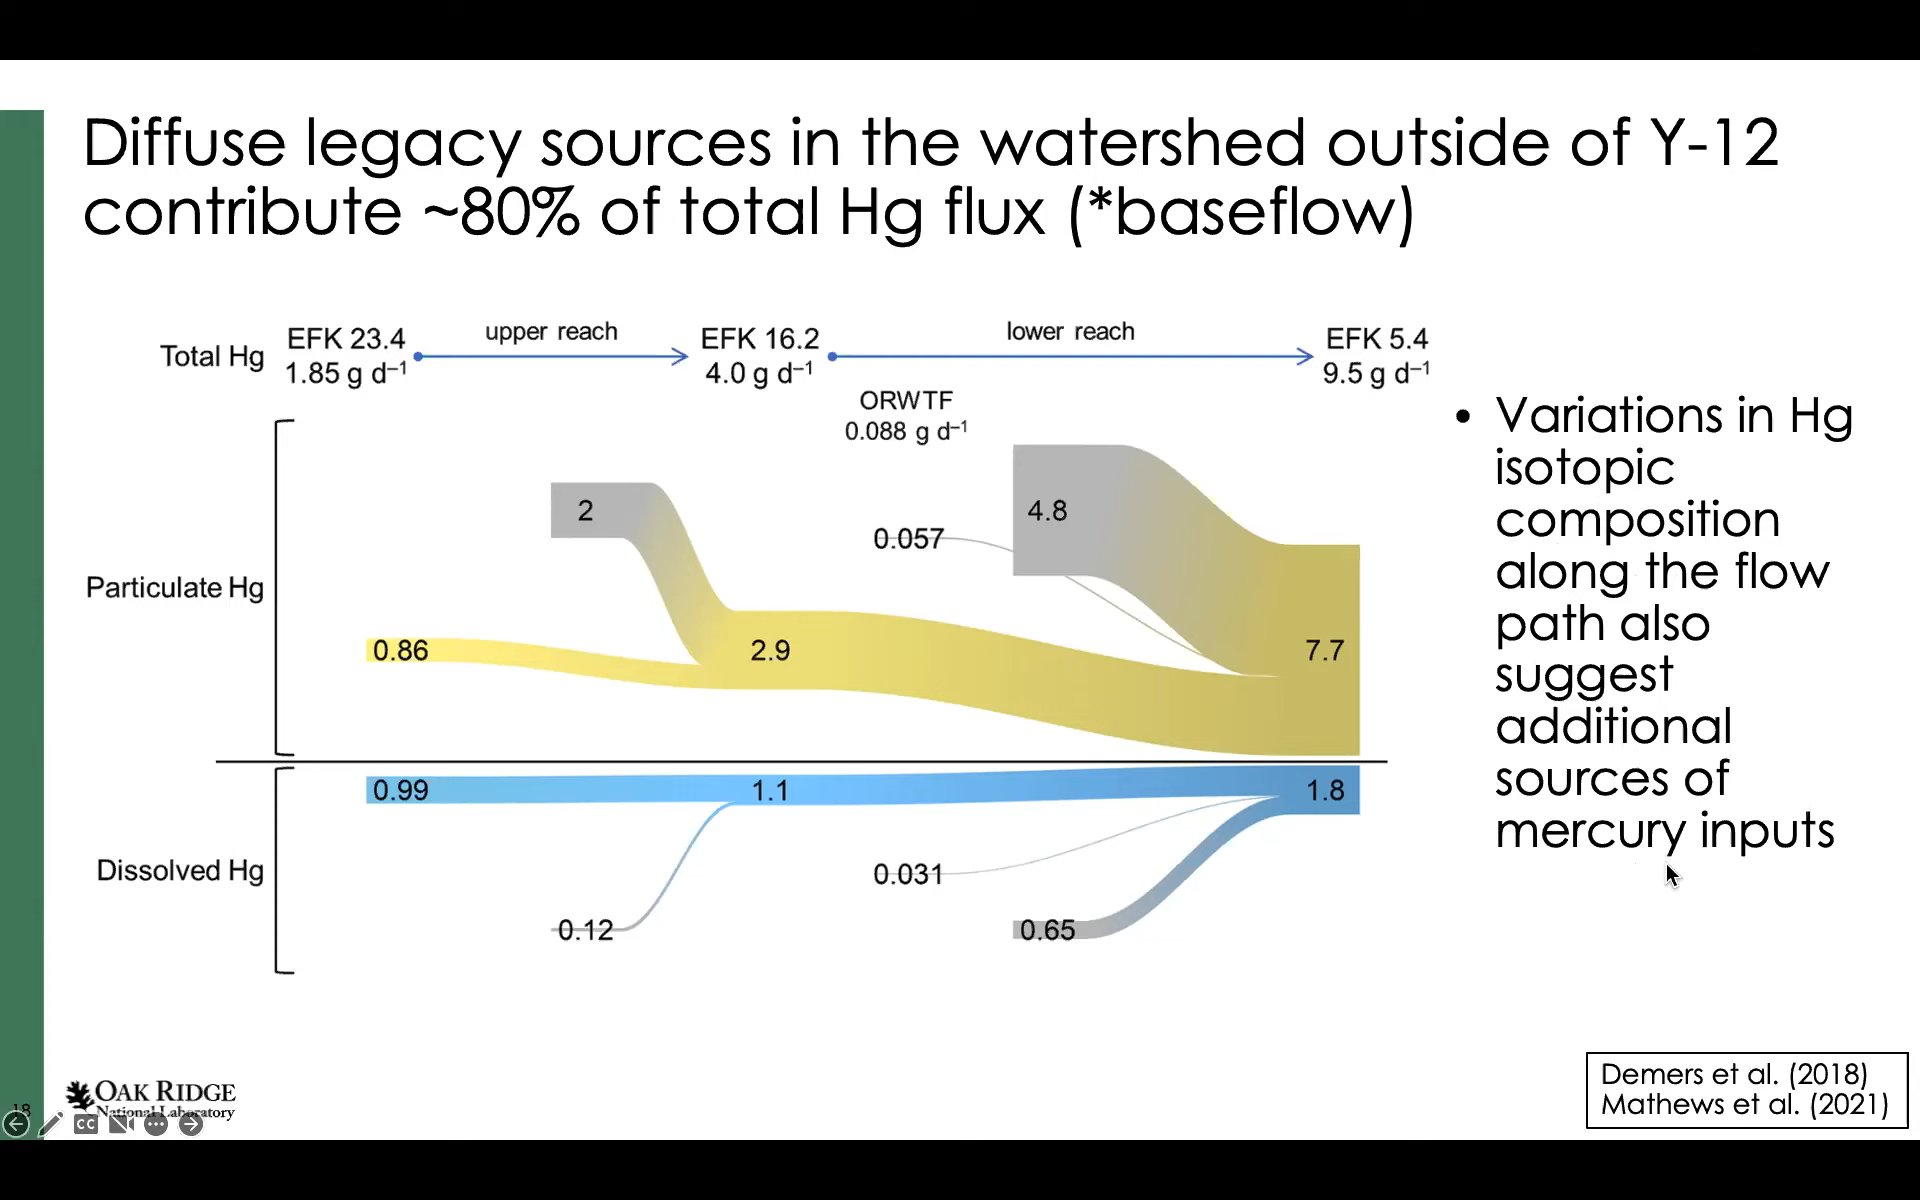 Diffuse legacy sources in the watershed outside of Y-12
contribute ~80% of total Hg flux (*baseflow)
Total Hg
EFK 23.4
1.85 g d–1
upper reach
EFK 16.2
4.0 g d–1
lower reach
EFK 5.4
9.5 g d–1
ORWTF
0.088 g d–1
Particulate Hg
2
0.86
2.9
0.057
4.8
7.7
Dissolved Hg
0.99
1.1
1.8
0.12
0.031
0.65
• Variations in Hg
isotopic
composition
along the flow
path also
suggest
additional
sources of
mercury inputs
Demers et al. (2018)
Mathews et al. (2021)
OAK RIDGE
National Laboratory
18
CC